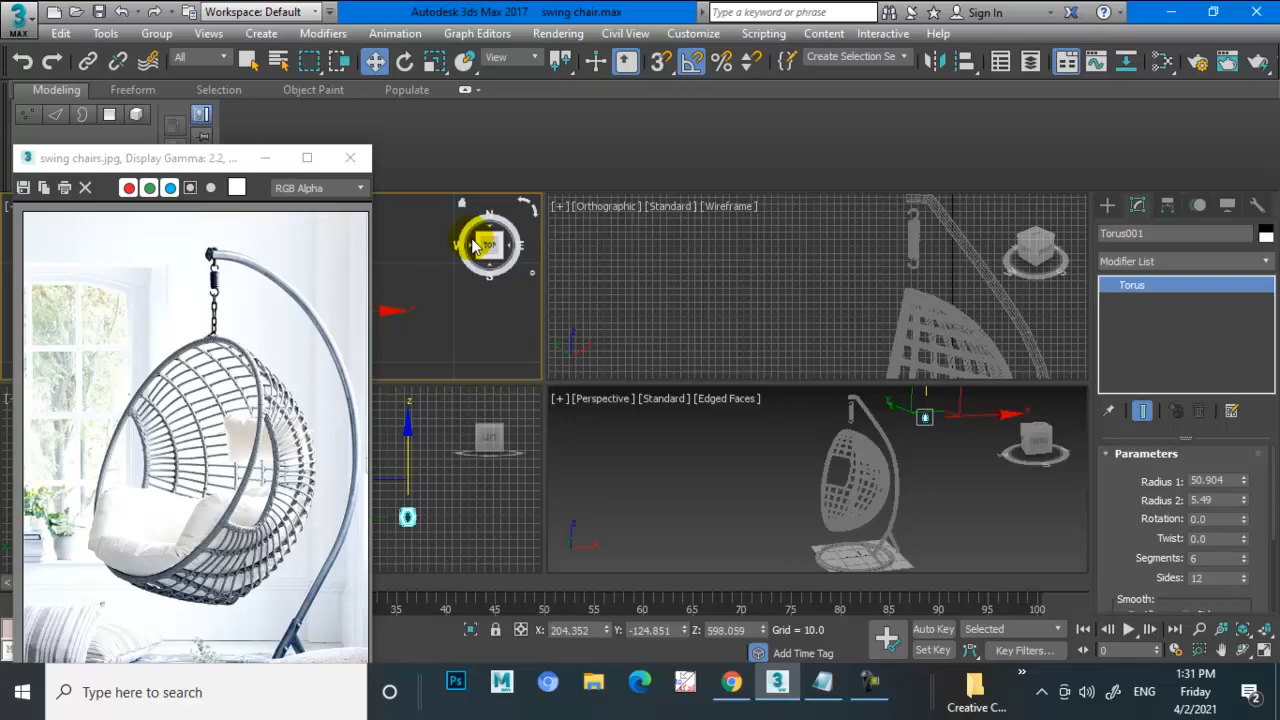 Workspace: Default
Autodesk 3ds Max 2017 swing chair.max
Type a keyword or phrase
Sign In
MAX
Edit Tools Group Views Create Modifiers Animation Graph Editors Rendering Civil View Customize Scripting Content Interactive Help
All
View
Create Selection Se
Modeling Freeform Selection Object Paint Populate
swing chairs.jpg, Display Gamma: 2.2, ...
RGB Alpha
N
W TOP E
S
[+] [Orthographic] [Standard] [Wireframe]
[+] [Perspective] [Standard] [Edged Faces]
LEFT
Torus001
Modifier List
Torus
Parameters
Radius 1: 50.904
Radius 2: 5.49
Rotation: 0.0
Twist: 0.0
Segments: 6
Sides: 12
Smooth:
35 40 45 50 55 60 65 70 75 80 85 90 95 100
X: 204.352 Y: -124.851 Z: 598.059 Grid = 10.0
Add Time Tag
Auto Key Selected
Set Key Key Filters...
0
Type here to search
Creative C...
ENG
1:31 PM
Friday
4/2/2021
2